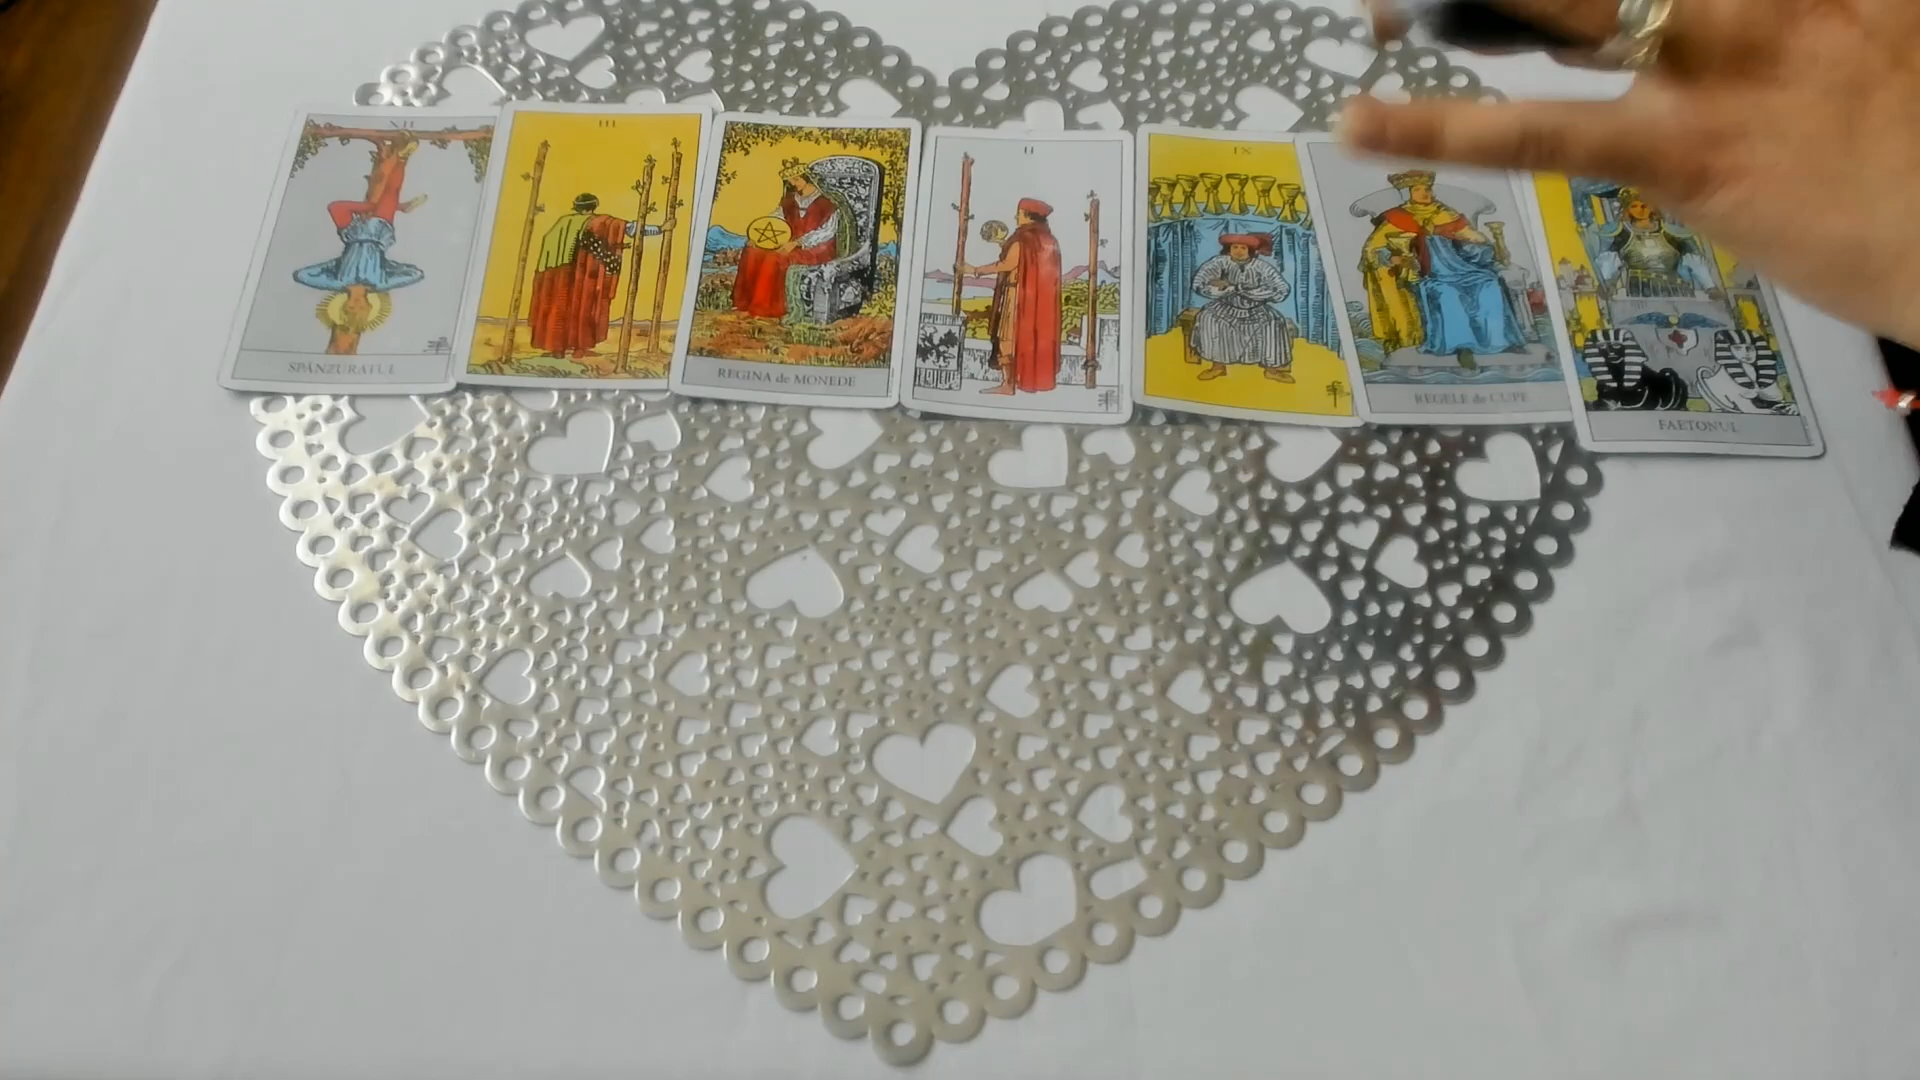 XII
III
II
IX
SPÂNZURATUL
REGINA de MONEDE
REGELE de CUPE
FAETONUL